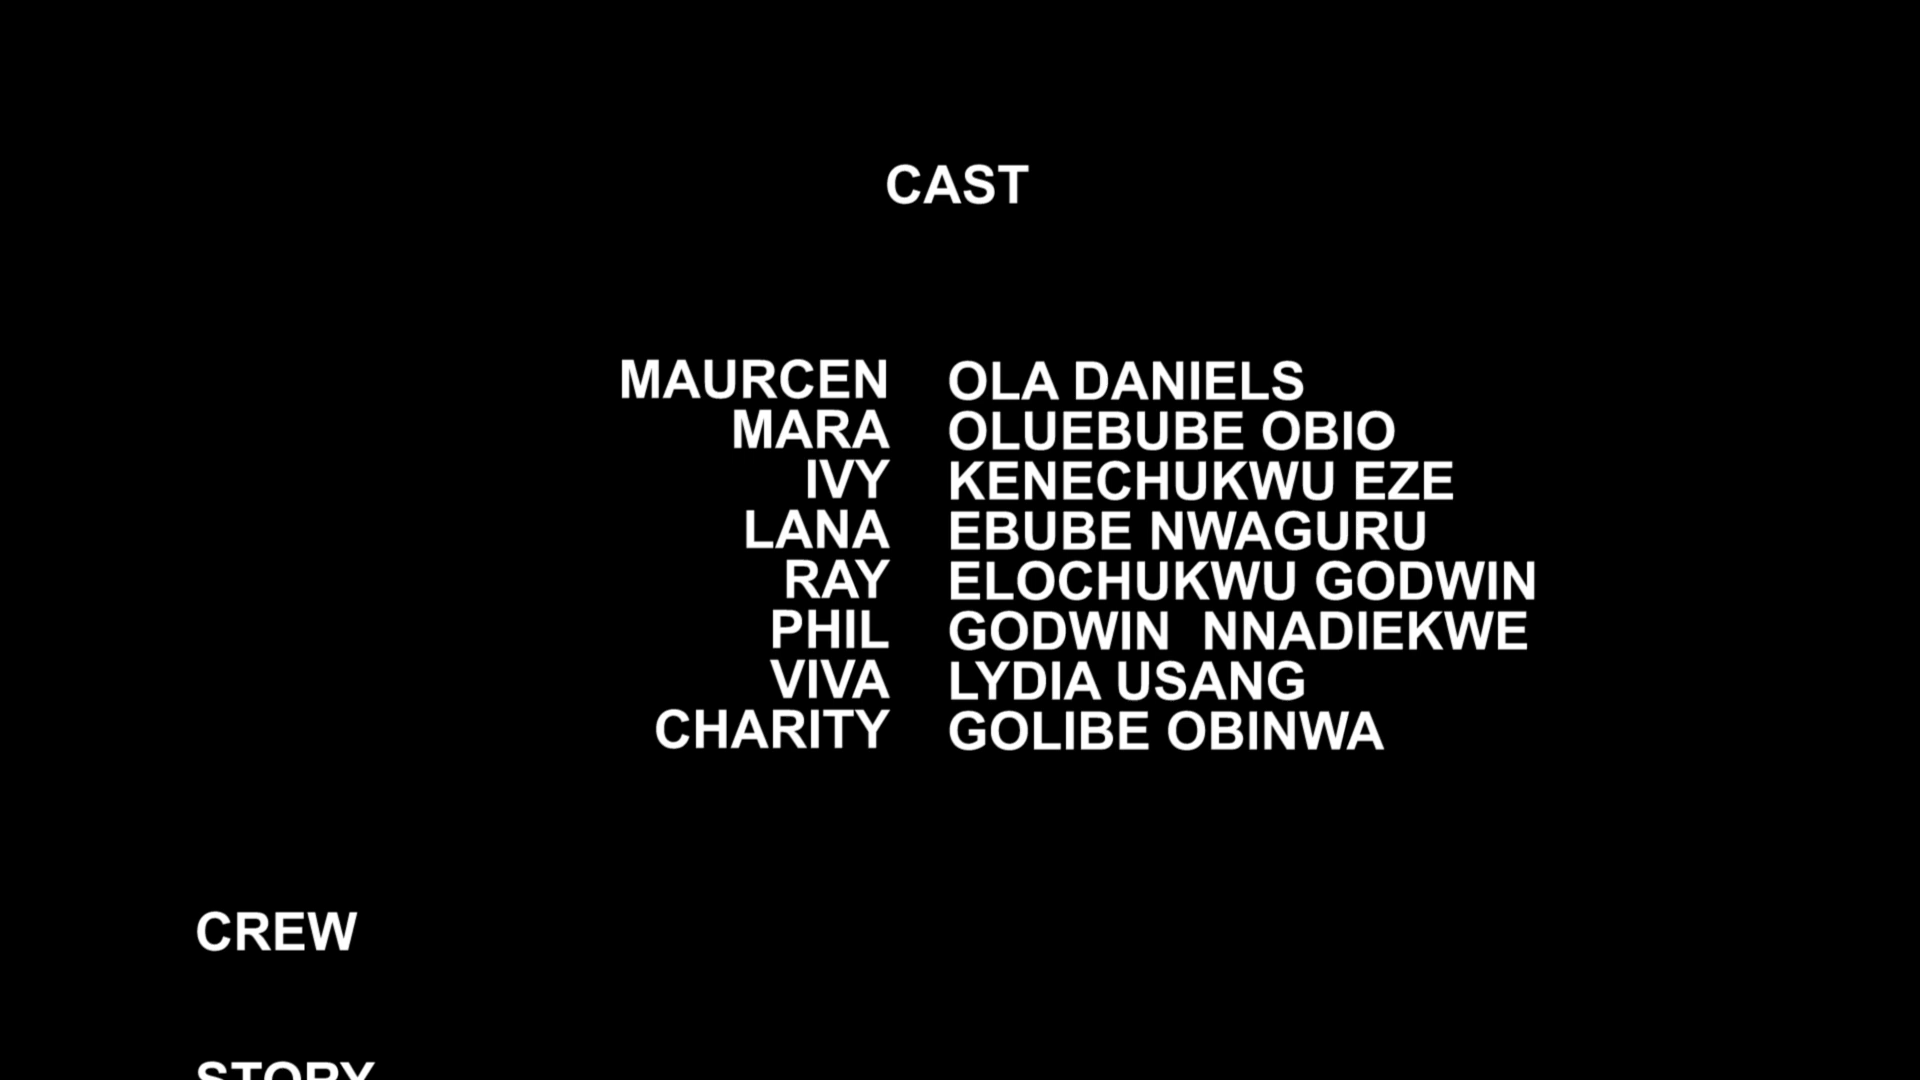 CAST
MAURCEN OLA DANIELS
MARA OLUEBUBE OBIO
IVY KENECHUKWU EZE
LANA EBUBE NWAGURU
RAY ELOCHUKWU GODWIN
PHIL GODWIN NNADIEKWE
VIVA LYDIA USANG
CHARITY GOLIBE OBINWA
CREW
STORY